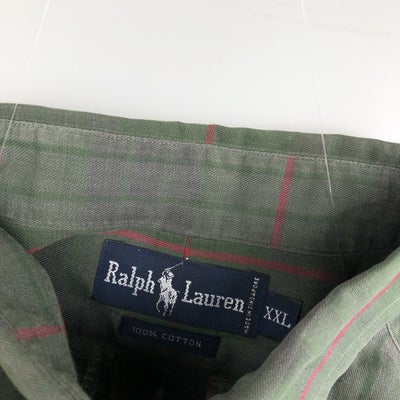 Ralph Lauren
XXL
100% COTTON